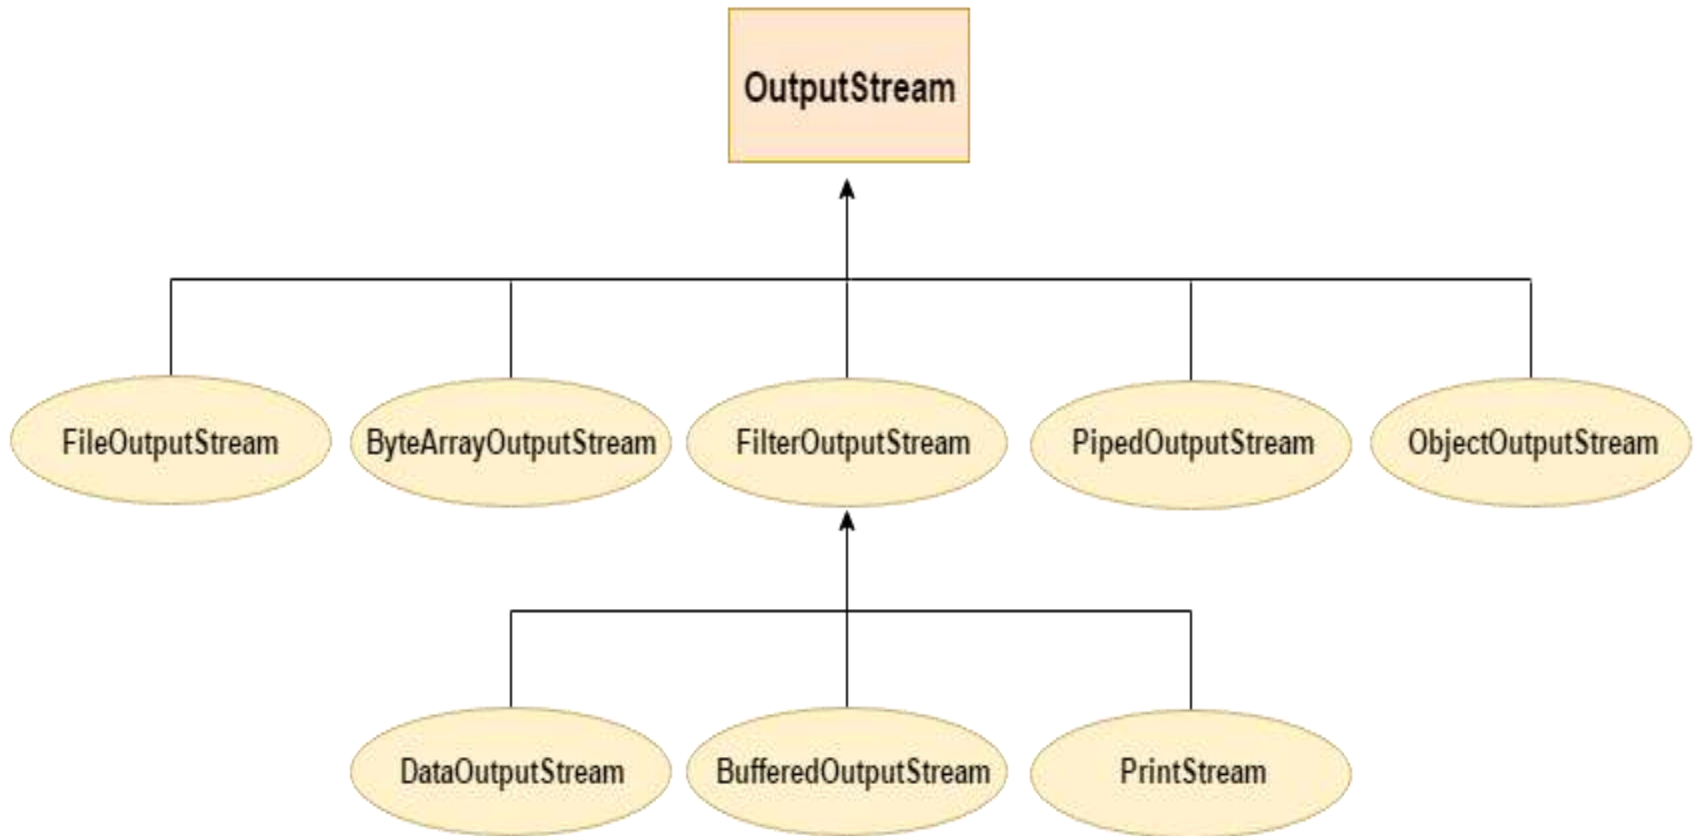 OutputStream
FileOutputStream
ByteArrayOutputStream
FilterOutputStream
PipedOutputStream
ObjectOutputStream
DataOutputStream
BufferedOutputStream
PrintStream